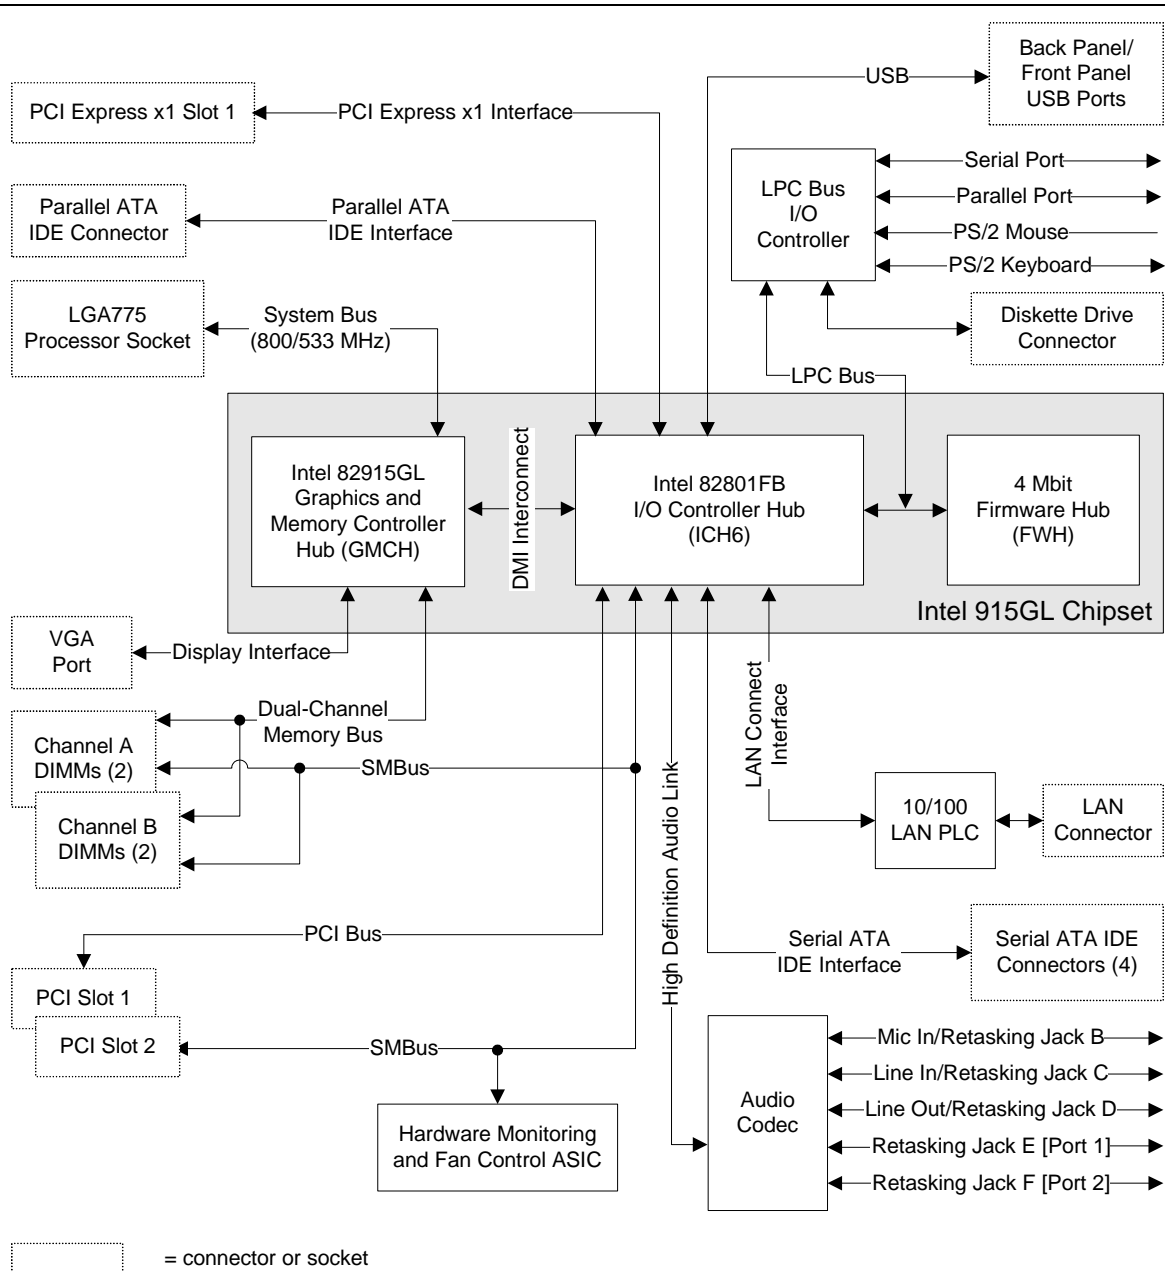 Back Panel/
Front Panel
USB Ports
USB
PCI Express x1 Slot 1
PCI Express x1 Interface
LPC Bus
I/O
Controller
Serial Port
Parallel Port
PS/2 Mouse
PS/2 Keyboard
Parallel ATA
IDE Connector
Parallel ATA
IDE Interface
LGA775
Processor Socket
System Bus
(800/533 MHz)
Diskette Drive
Connector
LPC Bus
Intel 82915GL
Graphics and
Memory Controller
Hub (GMCH)
DMI Interconnect
Intel 82801FB
I/O Controller Hub
(ICH6)
4 Mbit
Firmware Hub
(FWH)
Intel 915GL Chipset
VGA
Port
Display Interface
Dual-Channel
Memory Bus
Channel A
DIMMs (2)
SMBus
Channel B
DIMMs (2)
LAN Connect
Interface
High Definition Audio Link
10/100
LAN PLC
LAN
Connector
PCI Bus
Serial ATA
IDE Interface
Serial ATA IDE
Connectors (4)
PCI Slot 1
PCI Slot 2
SMBus
Hardware Monitoring
and Fan Control ASIC
Audio
Codec
Mic In/Retasking Jack B
Line In/Retasking Jack C
Line Out/Retasking Jack D
Retasking Jack E [Port 1]
Retasking Jack F [Port 2]
= connector or socket